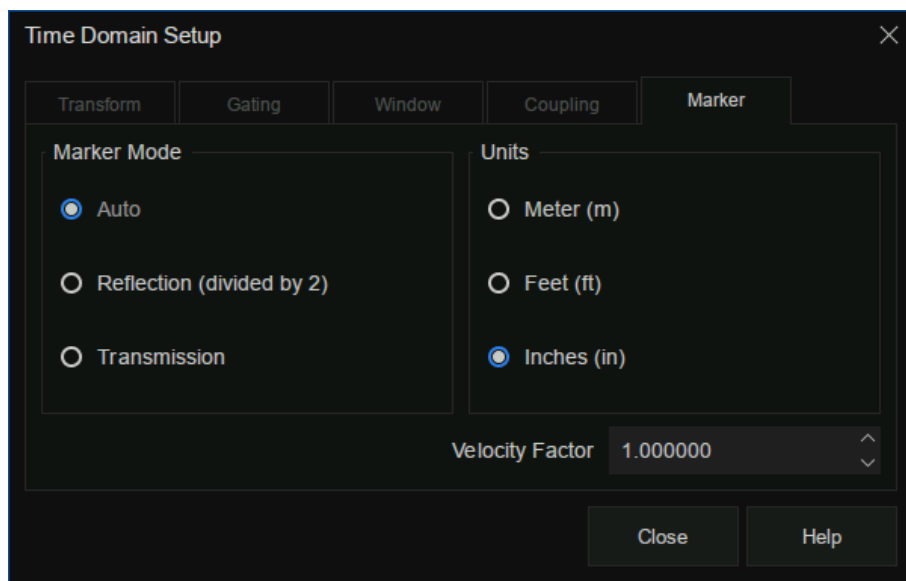 Time Domain Setup
Transform Gating Window Coupling Marker
Marker Mode
Auto
Reflection (divided by 2)
Transmission
Units
Meter (m)
Feet (ft)
Inches (in)
Velocity Factor 1.000000
Close Help